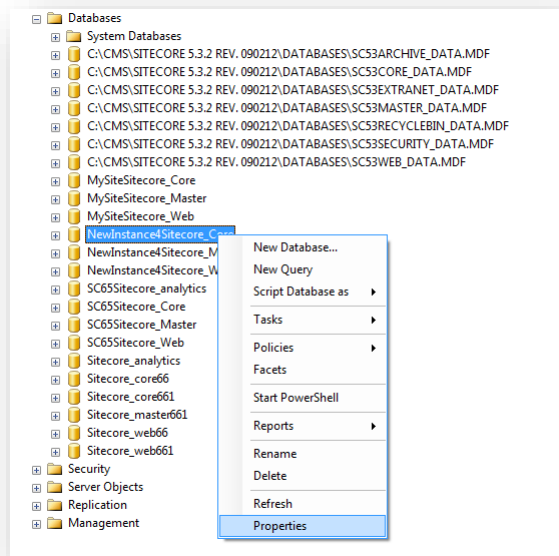 Databases
System Databases
C:\CMS\SITECORE 5.3.2 REV. 090212\DATABASES\SC53ARCHIVE_DATA.MDF
C:\CMS\SITECORE 5.3.2 REV. 090212\DATABASES\SC53CORE_DATA.MDF
C:\CMS\SITECORE 5.3.2 REV. 090212\DATABASES\SC53EXTRANET_DATA.MDF
C:\CMS\SITECORE 5.3.2 REV. 090212\DATABASES\SC53MASTER_DATA.MDF
C:\CMS\SITECORE 5.3.2 REV. 090212\DATABASES\SC53RECYCLEBIN_DATA.MDF
C:\CMS\SITECORE 5.3.2 REV. 090212\DATABASES\SC53SECURITY_DATA.MDF
C:\CMS\SITECORE 5.3.2 REV. 090212\DATABASES\SC53WEB_DATA.MDF
MySiteSitecore_Core
MySiteSitecore_Master
MySiteSitecore_Web
NewInstance4Sitecore_Core
NewInstance4Sitecore_M
NewInstance4Sitecore_W
SC65Sitecore_analytics
SC65Sitecore_Core
SC65Sitecore_Master
SC65Sitecore_Web
Sitecore_analytics
Sitecore_core66
Sitecore_core661
Sitecore_master661
Sitecore_web66
Sitecore_web661
Security
Server Objects
Replication
Management
New Database...
New Query
Script Database as
Tasks
Policies
Facets
Start PowerShell
Reports
Rename
Delete
Refresh
Properties